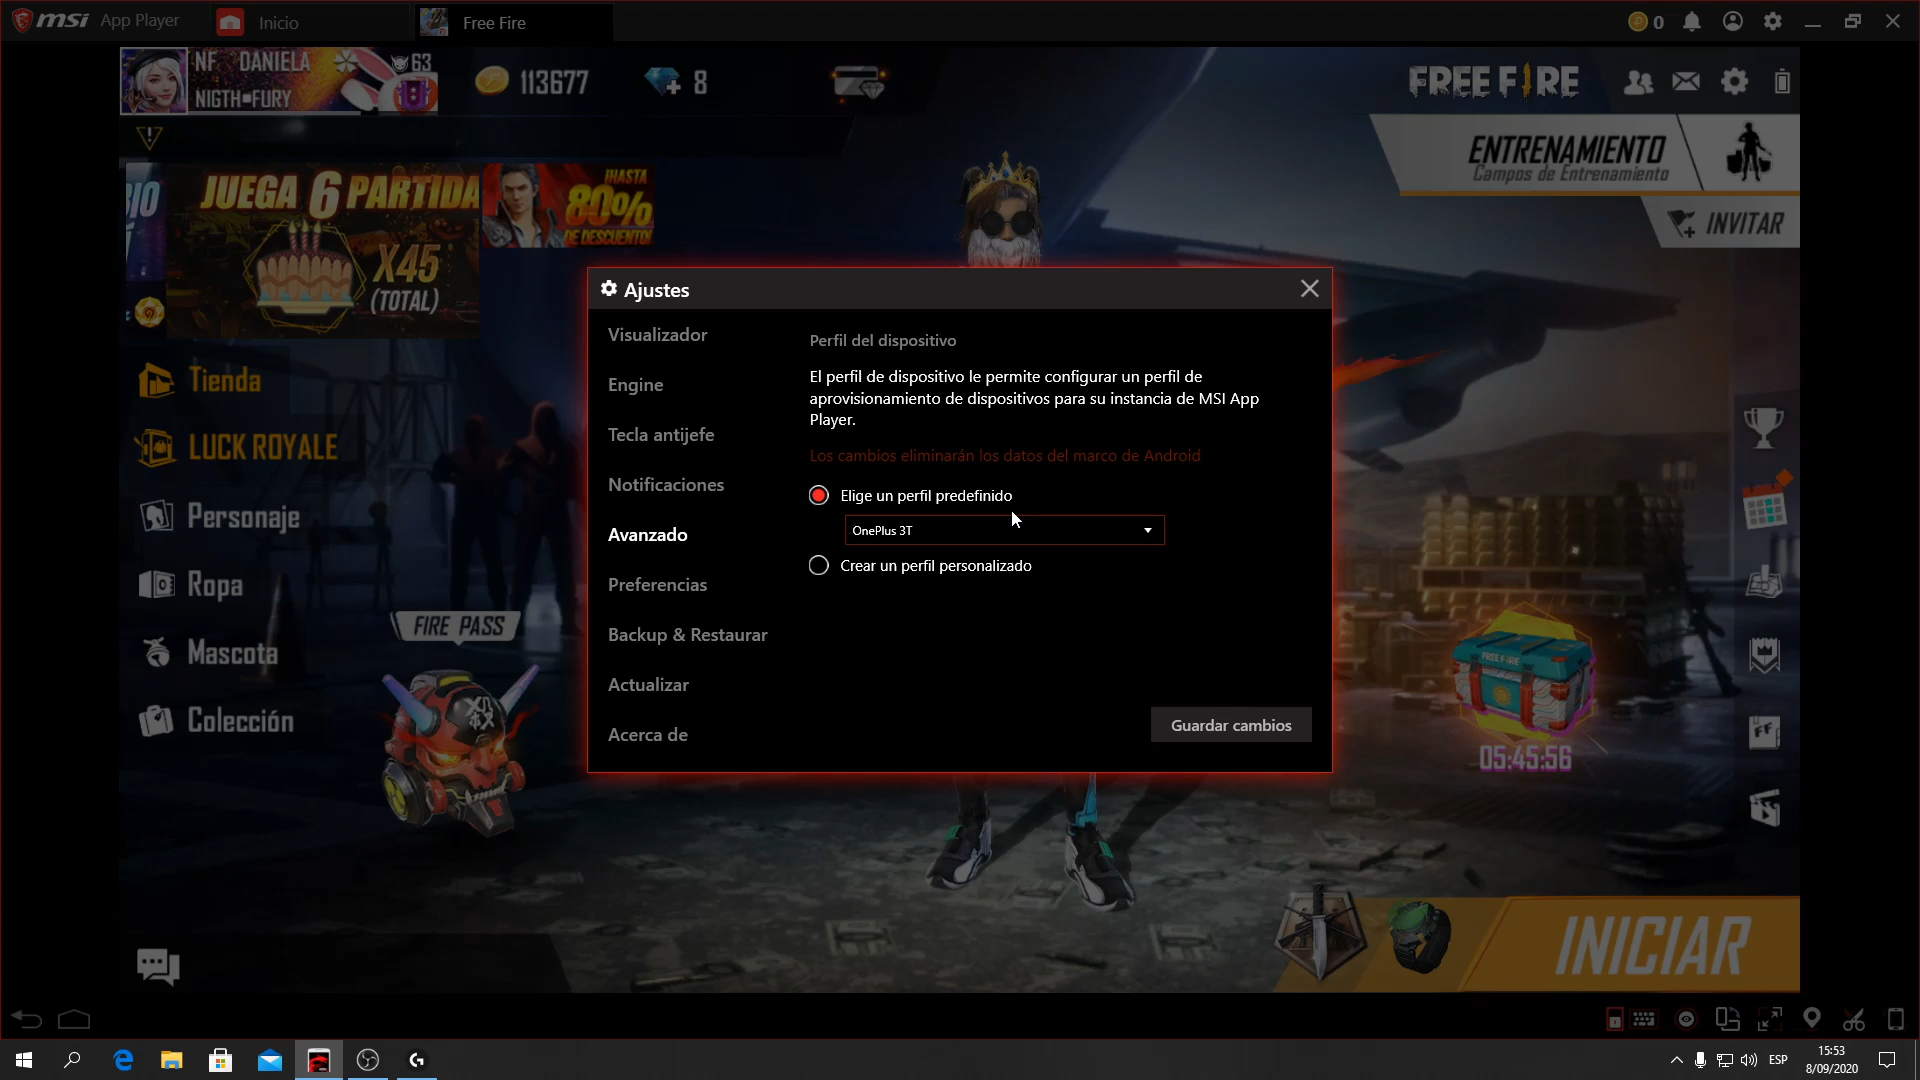 msi App Player
Inicio
Free Fire
0
NF DANIELA
63
NIGTH FURY
113677
8
FREE FIRE
ENTRENAMIENTO
Campos de Entrenamiento
INVITAR
JUEGA 6 PARTIDA
X45
(TOTAL)
¡HASTA
80%
DE DESCUENTO!
Tienda
LUCK ROYALE
Personaje
Ropa
Mascota
Colección
FIRE PASS
Ajustes
Visualizador
Engine
Tecla antijefe
Notificaciones
Avanzado
Preferencias
Backup & Restaurar
Actualizar
Acerca de
Perfil del dispositivo
El perfil de dispositivo le permite configurar un perfil de
aprovisionamiento de dispositivos para su instancia de MSI App
Player.
Los cambios eliminarán los datos del marco de Android
Elige un perfil predefinido
OnePlus 3T
Crear un perfil personalizado
Guardar cambios
FREE FIRE
05:45:56
FF
INICIAR
ESP
15:53
8/09/2020